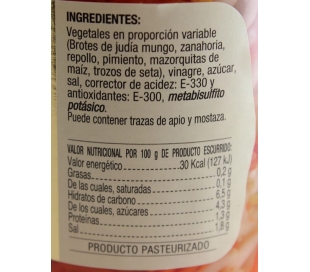 INGREDIENTES:
Vegetales en proporción variable
(Brotes de judía mungo, zanahoria,
repollo, pimiento, mazorquitas de
maíz, trozos de seta), vinagre, azúcar,
sal, corrector de acidez: E-330 y
antioxidantes: E-300, metabisulfito
potásico.
Puede contener trazas de apio y mostaza.
VALOR NUTRICIONAL POR 100 g DE PRODUCTO ESCURRIDO:
Valor energético 30 Kcal (127 kJ)
Grasas 0,2 g
De las cuales, saturadas 0,1 g
Hidratos de carbono 6,5 g
De los cuales, azúcares 4,3 g
Proteínas 1,3 g
Sal 1,8 g
PRODUCTO PASTEURIZADO